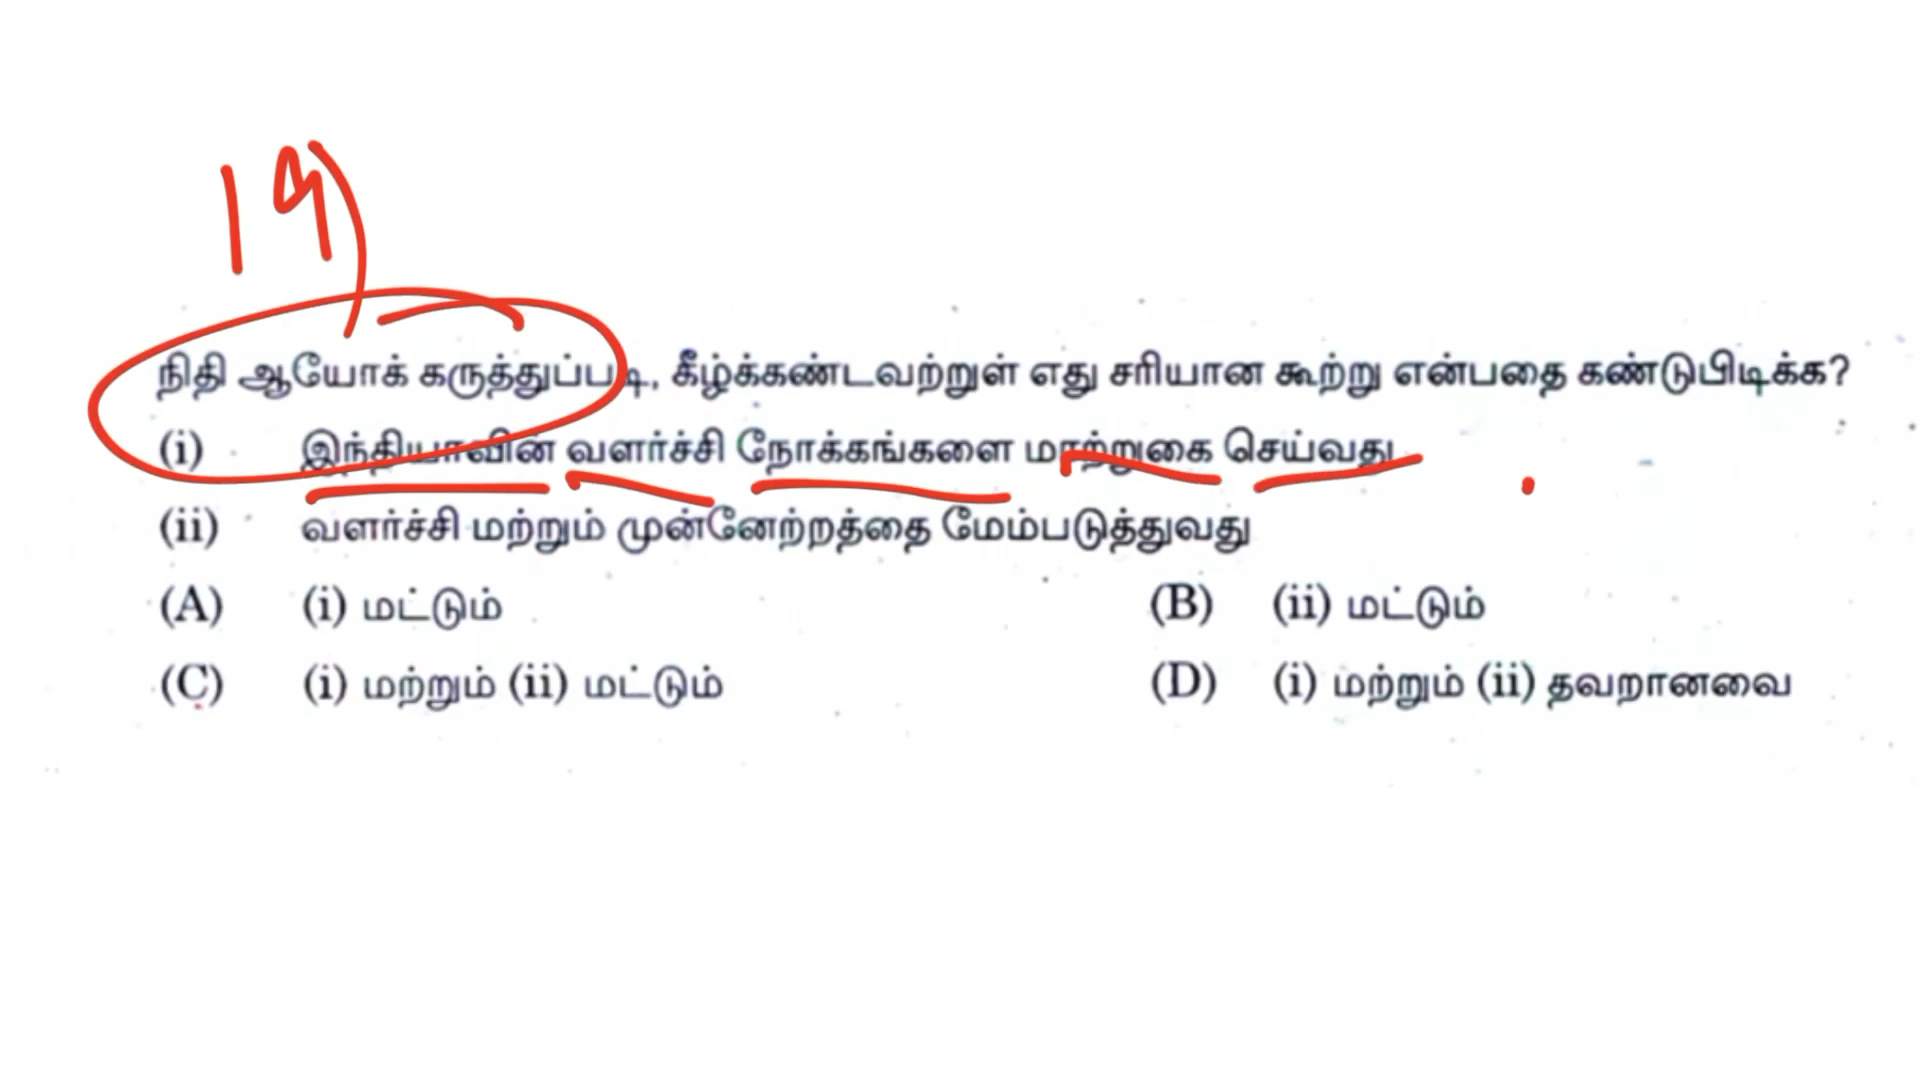 19)
நிதி ஆயோக் கருத்துப்படி, கீழ்க்கண்டவற்றுள் எது சரியான கூற்று என்பதை கண்டுபிடிக்க?
(i) இந்தியாவின் வளர்ச்சி நோக்கங்களை மாற்றுகை செய்வது
(ii) வளர்ச்சி மற்றும் முன்னேற்றத்தை மேம்படுத்துவது
(A) (i) மட்டும் (B) (ii) மட்டும்
(C) (i) மற்றும் (ii) மட்டும் (D) (i) மற்றும் (ii) தவறானவை